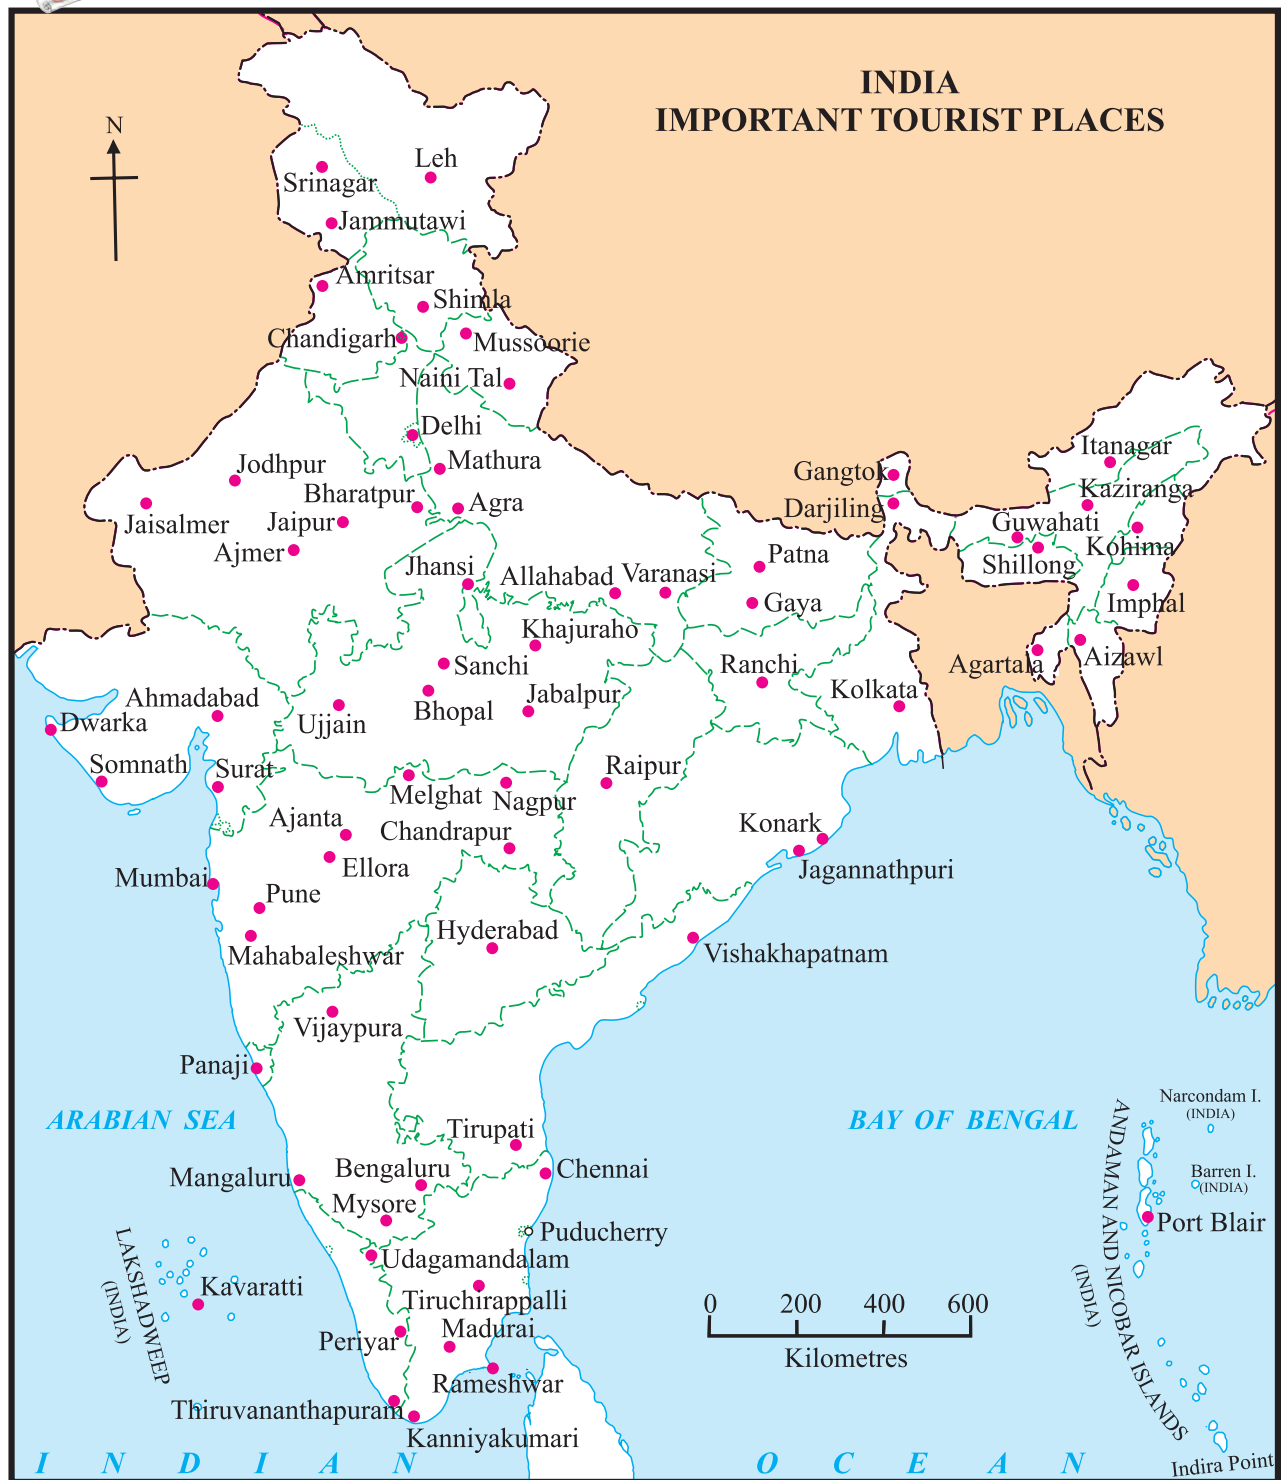 INDIA
IMPORTANT TOURIST PLACES
N
Leh
Srinagar
Jammutawi
Amritsar
Shimla
Chandigarh
Mussoorie
Naini Tal
Delhi
Mathura
Jodhpur
Bharatpur
Agra
Jaisalmer
Jaipur
Ajmer
Gangtok
Darjiling
Itanagar
Kaziranga
Guwahati
Kohima
Shillong
Imphal
Patna
Jhansi
Allahabad
Varanasi
Gaya
Khajuraho
Sanchi
Ranchi
Agartala
Aizawl
Ahmadabad
Dwarka
Ujjain
Bhopal
Jabalpur
Kolkata
Somnath
Surat
Melghat
Nagpur
Raipur
Ajanta
Chandrapur
Konark
Ellora
Jagannathpuri
Mumbai
Pune
Hyderabad
Mahabaleshwar
Vishakhapatnam
Vijaypura
Panaji
ARABIAN SEA
BAY OF BENGAL
Narcondam I.
(INDIA)
Tirupati
Chennai
Bengaluru
Mangaluru
Barren I.
(INDIA)
Mysore
Puducherry
Port Blair
ANDAMAN AND NICOBAR ISLANDS
(INDIA)
LAKSHADWEEP
(INDIA)
Udagamandalam
Kavaratti
Tiruchirappalli
Madurai
Periyar
0 200 400 600
Kilometres
Rameshwar
Thiruvananthapuram
Kanniyakumari
INDIAN OCEAN
Indira Point